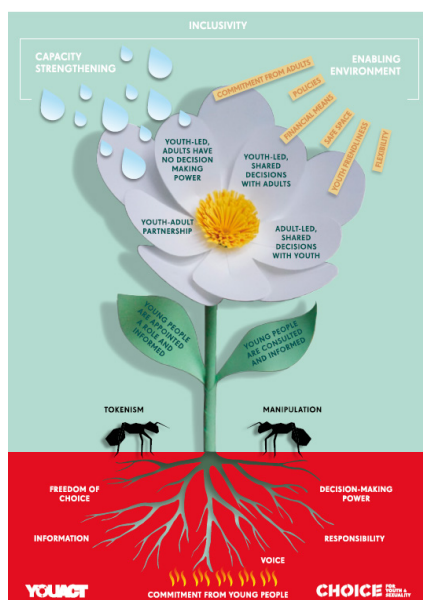 INCLUSIVITY
CAPACITY
STRENGTHENING
ENABLING
ENVIRONMENT
COMMITMENT FROM ADULTS
POLICIES
FINANCIAL MEANS
SAFE SPACE
YOUTH FRIENDLINESS
FLEXIBILITY
YOUTH-LED,
ADULTS HAVE
NO DECISION
MAKING
POWER
YOUTH-LED,
SHARED
DECISIONS
WITH ADULTS
YOUTH-ADULT
PARTNERSHIP
ADULT-LED,
SHARED
DECISIONS
WITH YOUTH
YOUNG PEOPLE
ARE APPOINTED
A ROLE AND
INFORMED
YOUNG PEOPLE
ARE CONSULTED
AND INFORMED
TOKENISM
MANIPULATION
FREEDOM OF
CHOICE
DECISION-MAKING
POWER
INFORMATION
RESPONSIBILITY
VOICE
COMMITMENT FROM YOUNG PEOPLE
YOUACT
CHOICE FOR
YOUTH &
SEXUALITY